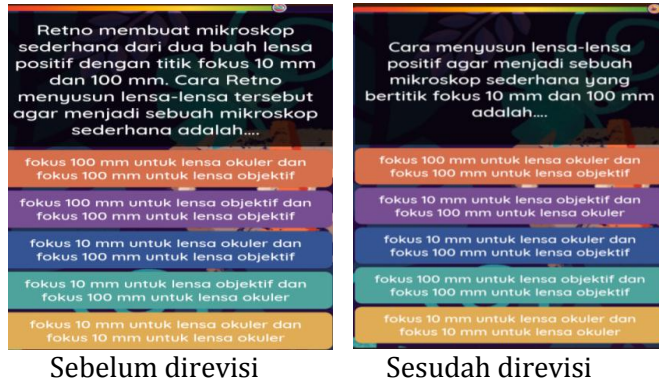 Retno membuat mikroskop
sederhana dari dua buah lensa
positif dengan titik fokus 10 mm
dan 100 mm. Cara Retno
menyusun lensa-lensa tersebut
agar menjadi sebuah mikroskop
sederhana adalah....
fokus 100 mm untuk lensa okuler dan
fokus 100 mm untuk lensa objektif
fokus 100 mm untuk lensa objektif dan
fokus 100 mm untuk lensa objektif
fokus 10 mm untuk lensa okuler dan
fokus 100 mm untuk lensa objektif
fokus 10 mm untuk lensa objektif dan
fokus 100 mm untuk lensa okuler
fokus 10 mm untuk lensa okuler dan
fokus 10 mm untuk lensa okuler
Sebelum direvisi
Cara menyusun lensa-lensa
positif agar menjadi sebuah
mikroskop sederhana yang
bertitik fokus 10 mm dan 100 mm
adalah....
fokus 100 mm untuk lensa okuler dan
fokus 100 mm untuk lensa objektif
fokus 10 mm untuk lensa objektif dan
fokus 100 mm untuk lensa okuler
fokus 10 mm untuk lensa okuler dan
fokus 100 mm untuk lensa objektif
fokus 100 mm untuk lensa objektif dan
fokus 100 mm untuk lensa objektif
fokus 10 mm untuk lensa okuler dan
fokus 10 mm untuk lensa okuler
Sesudah direvisi